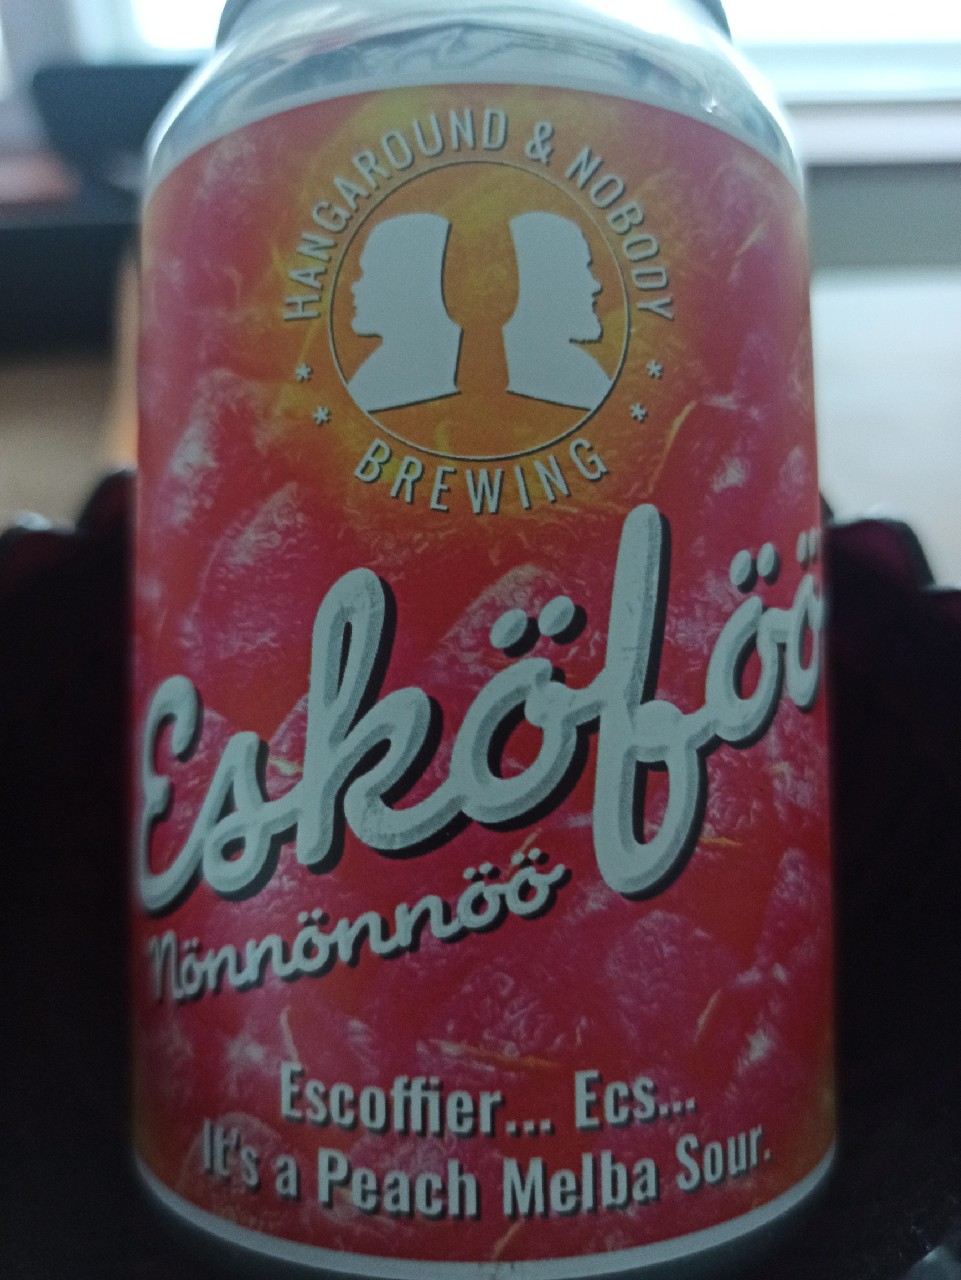 HANGAROUND & NOBODY
BREWING
Esköföö
Nönnönnöö
Escoffier... Ecs...
It's a Peach Melba Sour.